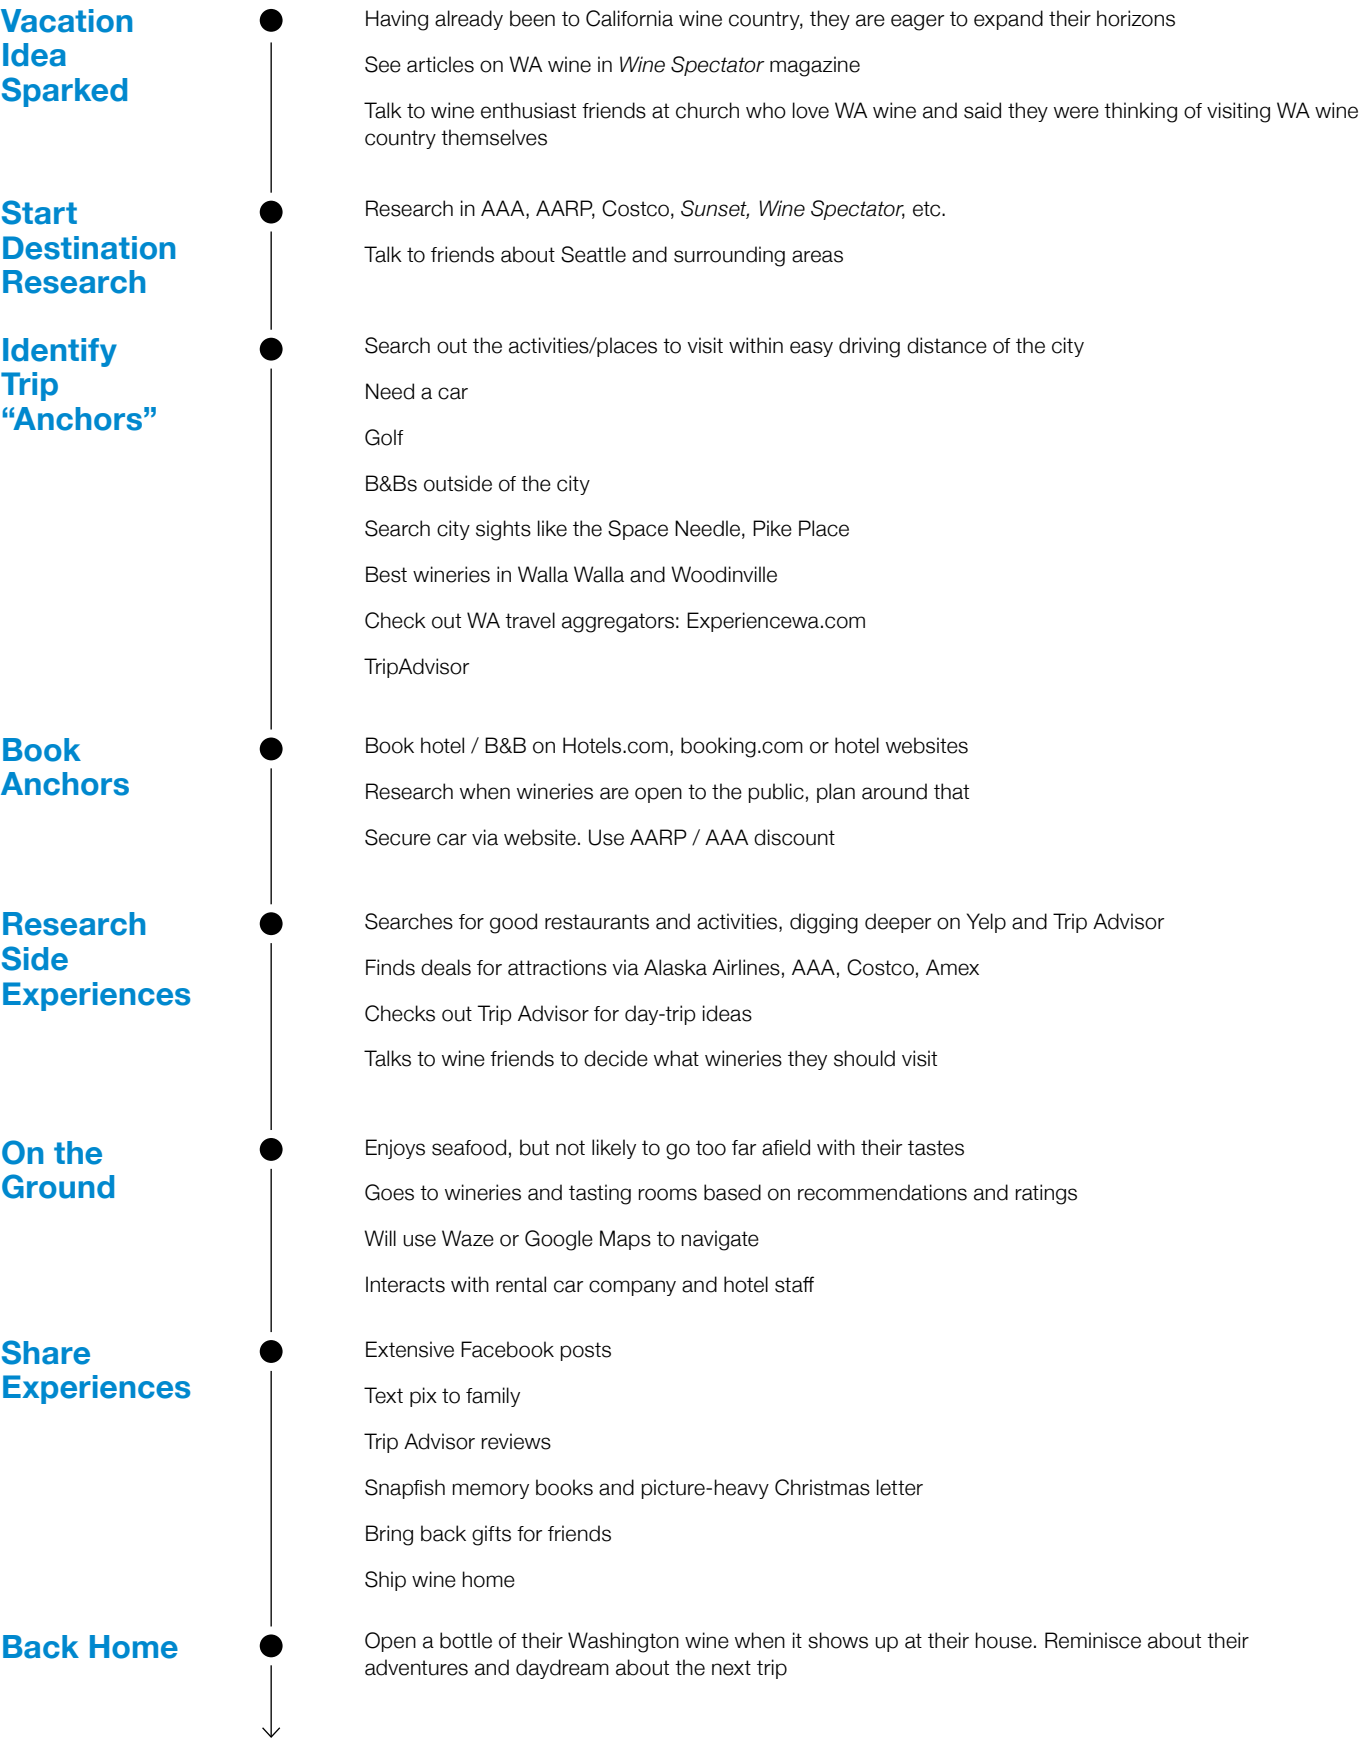 Vacation
Idea
Sparked
Having already been to California wine country, they are eager to expand their horizons
See articles on WA wine in Wine Spectator magazine
Talk to wine enthusiast friends at church who love WA wine and said they were thinking of visiting WA wine
country themselves
Start
Destination
Research
Research in AAA, AARP, Costco, Sunset, Wine Spectator, etc.
Talk to friends about Seattle and surrounding areas
Identify
Trip
“Anchors”
Search out the activities/places to visit within easy driving distance of the city
Need a car
Golf
B&Bs outside of the city
Search city sights like the Space Needle, Pike Place
Best wineries in Walla Walla and Woodinville
Check out WA travel aggregators: Experiencewa.com
TripAdvisor
Book
Anchors
Book hotel / B&B on Hotels.com, booking.com or hotel websites
Research when wineries are open to the public, plan around that
Secure car via website. Use AARP / AAA discount
Research
Side
Experiences
Searches for good restaurants and activities, digging deeper on Yelp and Trip Advisor
Finds deals for attractions via Alaska Airlines, AAA, Costco, Amex
Checks out Trip Advisor for day-trip ideas
Talks to wine friends to decide what wineries they should visit
On the
Ground
Enjoys seafood, but not likely to go too far afield with their tastes
Goes to wineries and tasting rooms based on recommendations and ratings
Will use Waze or Google Maps to navigate
Interacts with rental car company and hotel staff
Share
Experiences
Extensive Facebook posts
Text pix to family
Trip Advisor reviews
Snapfish memory books and picture-heavy Christmas letter
Bring back gifts for friends
Ship wine home
Back Home
Open a bottle of their Washington wine when it shows up at their house. Reminisce about their
adventures and daydream about the next trip